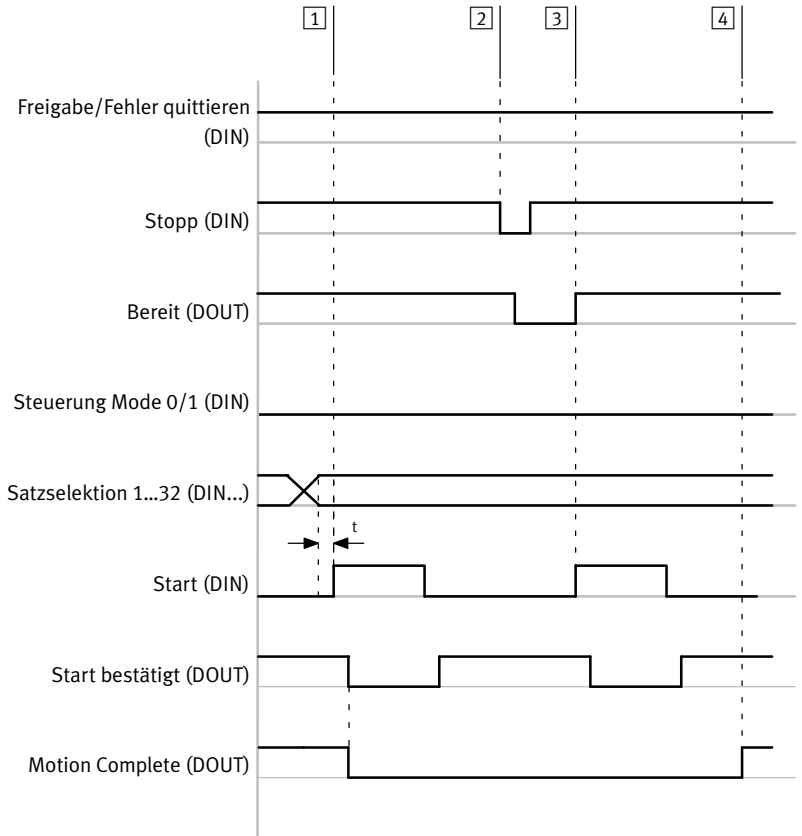 1 2 3 4
Freigabe/Fehler quittieren
(DIN)
Stopp (DIN)
Bereit (DOUT)
Steuerung Mode 0/1 (DIN)
Satzselektion 1...32 (DIN...)
t
Start (DIN)
Start bestätigt (DOUT)
Motion Complete (DOUT)